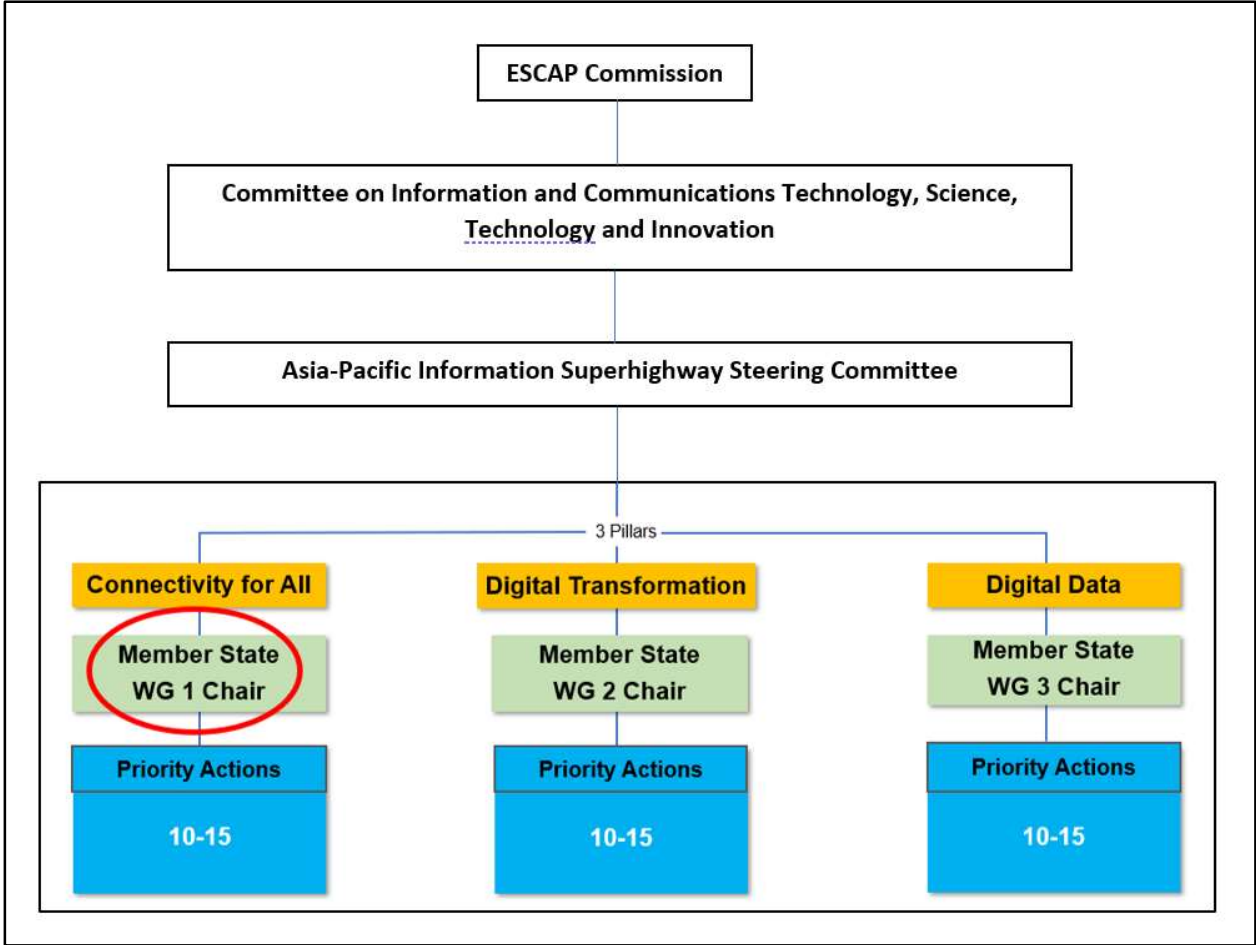 ESCAP Commission
Committee on Information and Communications Technology, Science,
Technology and Innovation
Asia-Pacific Information Superhighway Steering Committee
3 Pillars
Connectivity for All
Member State
WG 1 Chair
Priority Actions
10-15
Digital Transformation
Member State
WG 2 Chair
Priority Actions
10-15
Digital Data
Member State
WG 3 Chair
Priority Actions
10-15